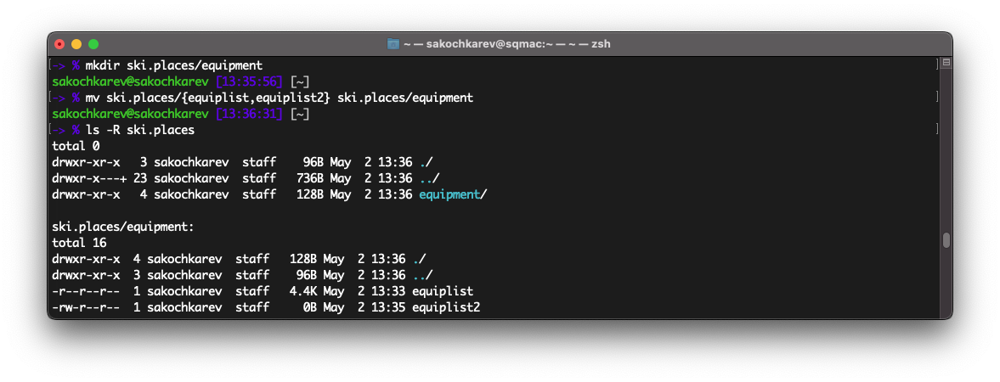 ~ — sakochkarev@sqmac:~ — ~ — zsh
[-> % mkdir ski.places/equipment ]
sakochkarev@sakochkarev [13:35:56] [~]
[-> % mv ski.places/{equiplist,equiplist2} ski.places/equipment ]
sakochkarev@sakochkarev [13:36:31] [~]
[-> % ls -R ski.places ]
total 0
drwxr-xr-x   3 sakochkarev  staff    96B May  2 13:36 ./
drwxr-x---+ 23 sakochkarev  staff   736B May  2 13:36 ../
drwxr-xr-x   4 sakochkarev  staff   128B May  2 13:36 equipment/

ski.places/equipment:
total 16
drwxr-xr-x  4 sakochkarev  staff   128B May  2 13:36 ./
drwxr-xr-x  3 sakochkarev  staff    96B May  2 13:36 ../
-r--r--r--  1 sakochkarev  staff   4.4K May  2 13:33 equiplist
-rw-r--r--  1 sakochkarev  staff     0B May  2 13:35 equiplist2